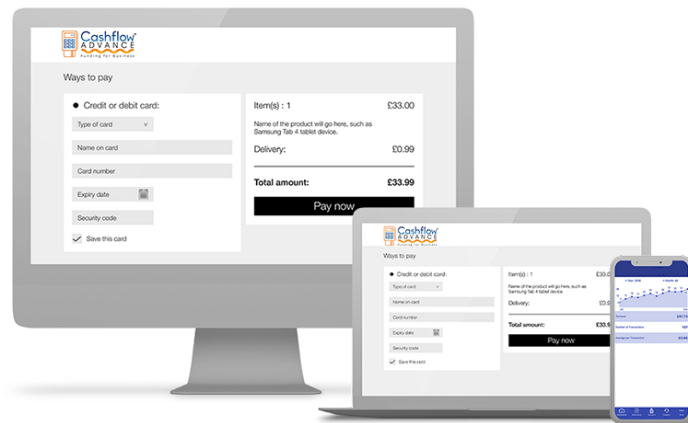 Cashflow
ADVANCE
Funding for Business
Ways to pay
Credit or debit card:
Type of card
Name on card
Card number
Expiry date
Security code
Save this card
Item(s) : 1 £33.00
Name of the product will go here, such as
Samsung Tab 4 tablet device.
Delivery: £0.99
Total amount: £33.99
Pay now
Cashflow
ADVANCE
Funding for Business
Ways to pay
Credit or debit card:
Type of card
Name on card
Card number
Expiry date
Security code
Save this card
Item(s) : 1
Name of the product will go here, such as
Samsung Tab 4 tablet device
Delivery:
Total amount:
Pay now